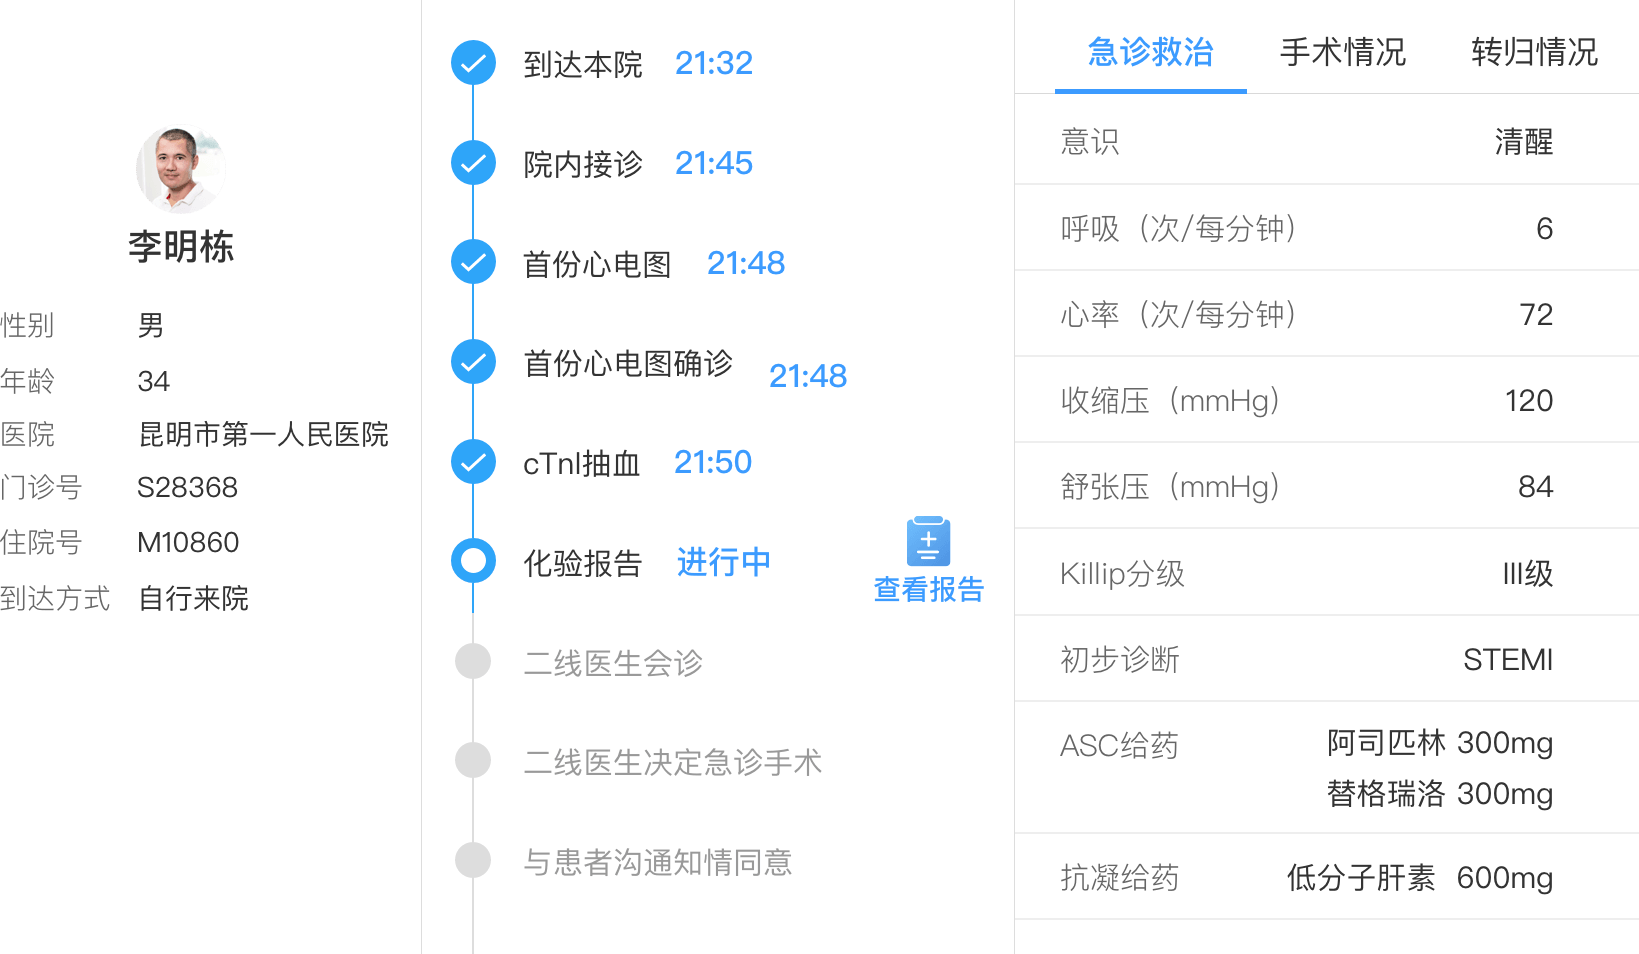 李明栋
性别 男
年龄 34
医院 昆明市第一人民医院
门诊号 S28368
住院号 M10860
到达方式 自行来院
到达本院 21:32
院内接诊 21:45
首份心电图 21:48
首份心电图确诊 21:48
cTnl抽血 21:50
化验报告 进行中
查看报告
二线医生会诊
二线医生决定急诊手术
与患者沟通知情同意
急诊救治 手术情况 转归情况
意识 清醒
呼吸（次/每分钟） 6
心率（次/每分钟） 72
收缩压（mmHg） 120
舒张压（mmHg） 84
Killip分级 III级
初步诊断 STEMI
ASC给药 阿司匹林 300mg
替格瑞洛 300mg
抗凝给药 低分子肝素 600mg